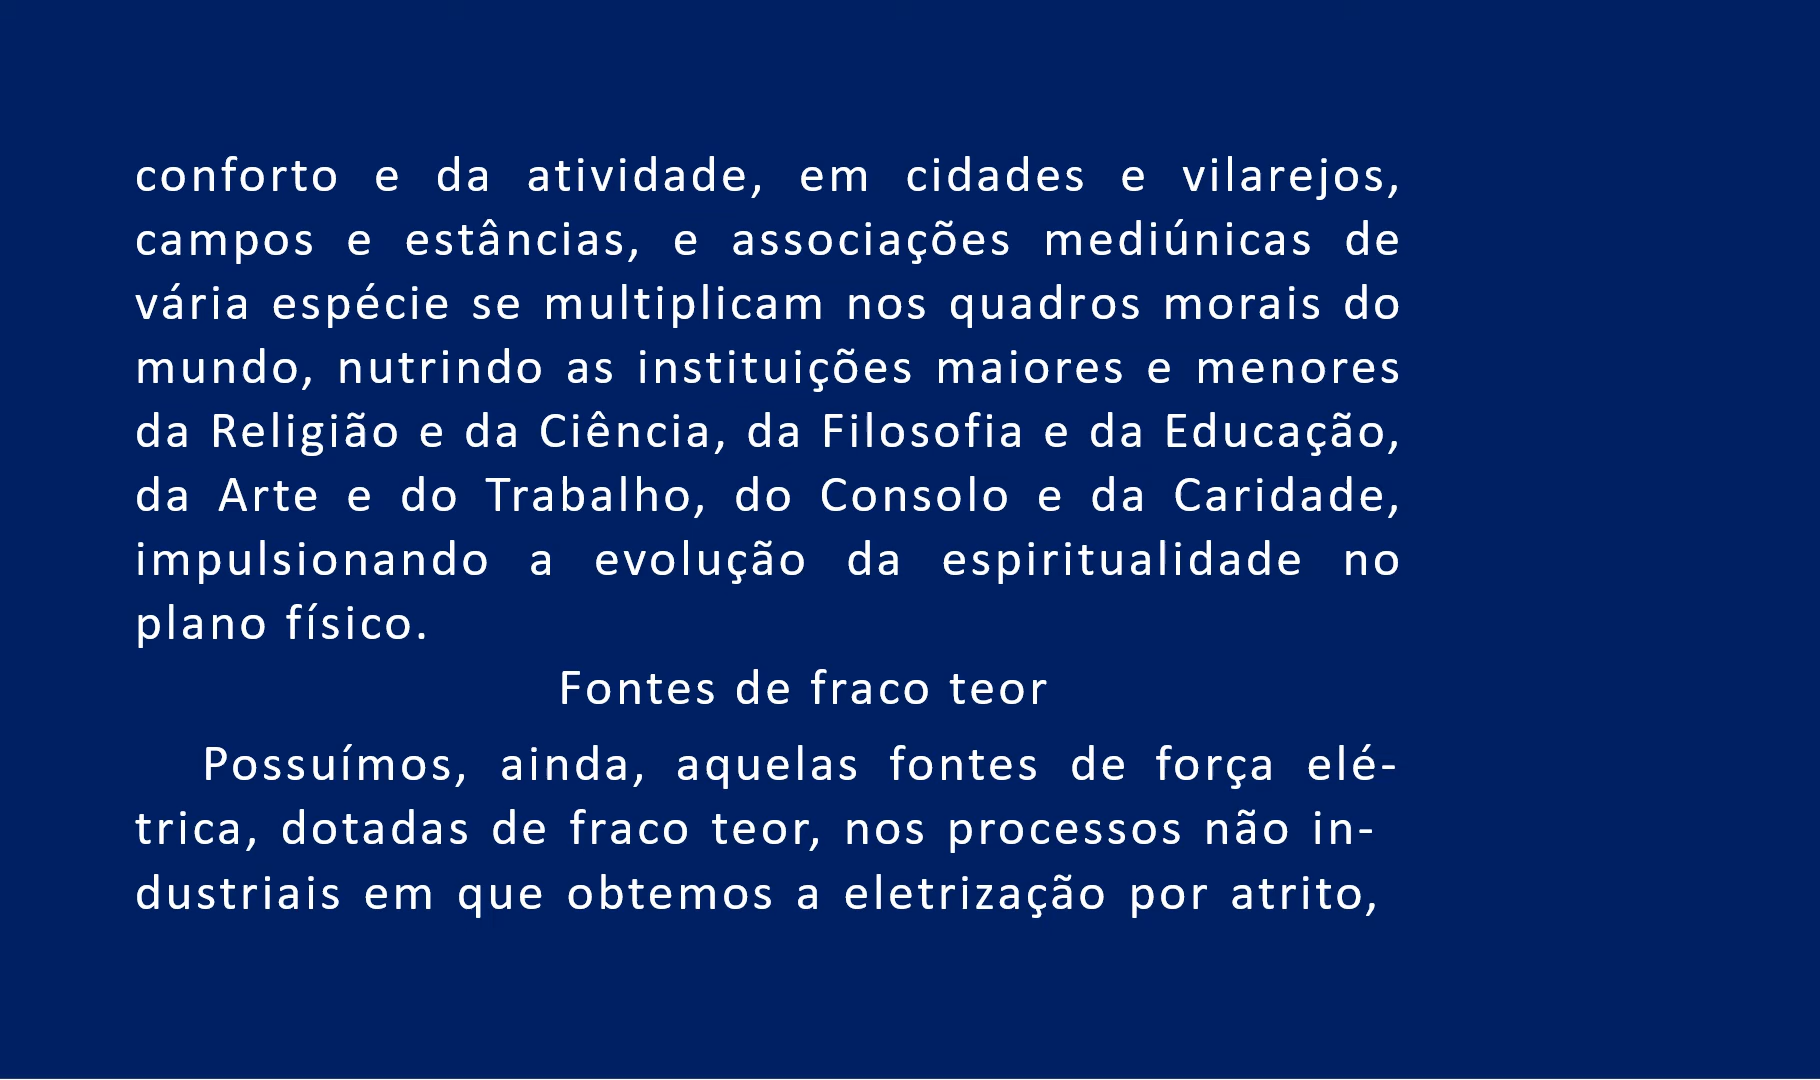 conforto e da atividade, em cidades e vilarejos,
campos e estâncias, e associações mediúnicas de
vária espécie se multiplicam nos quadros morais do
mundo, nutrindo as instituições maiores e menores
da Religião e da Ciência, da Filosofia e da Educação,
da Arte e do Trabalho, do Consolo e da Caridade,
impulsionando a evolução da espiritualidade no
plano físico.
Fontes de fraco teor
Possuímos, ainda, aquelas fontes de força elé-
trica, dotadas de fraco teor, nos processos não in-
dustriais em que obtemos a eletrização por atrito,